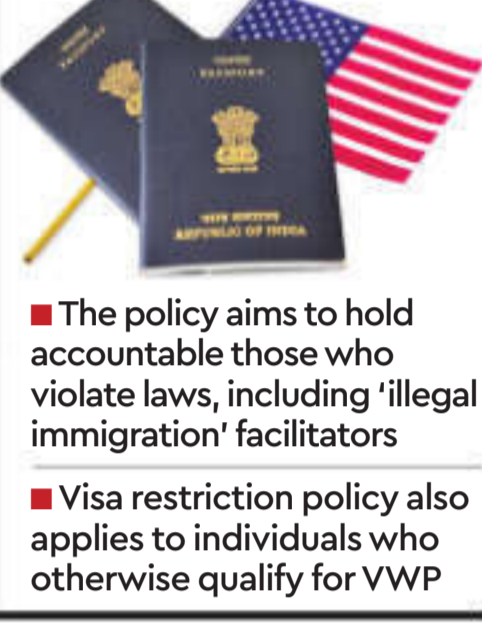 REPUBLIC OF INDIA
■ The policy aims to hold
accountable those who
violate laws, including ‘illegal
immigration’ facilitators
■ Visa restriction policy also
applies to individuals who
otherwise qualify for VWP